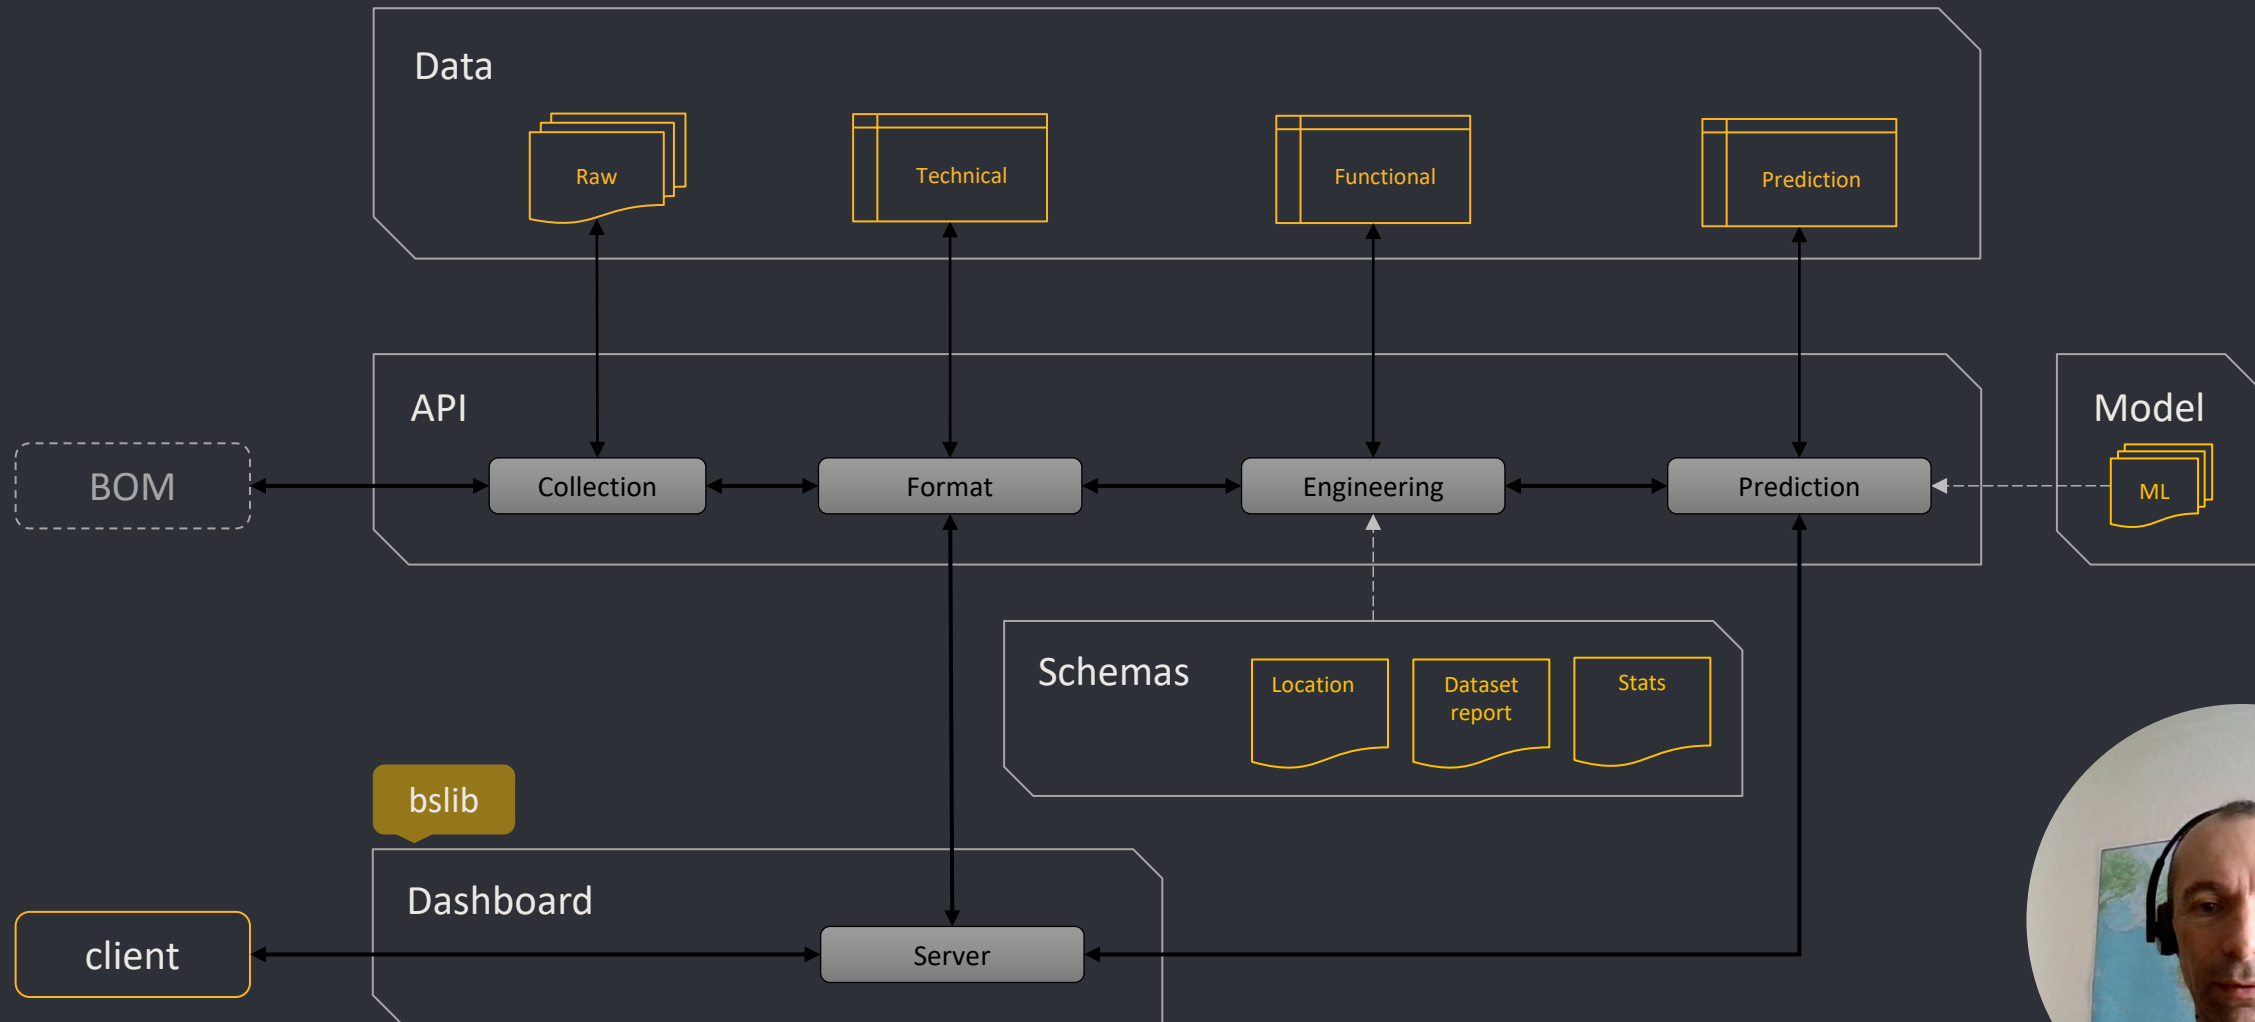 Data
Raw
Technical
Functional
Prediction
API
Model
BOM
Collection
Format
Engineering
Prediction
ML
Schemas
Location
Dataset
report
Stats
bslib
Dashboard
client
Server